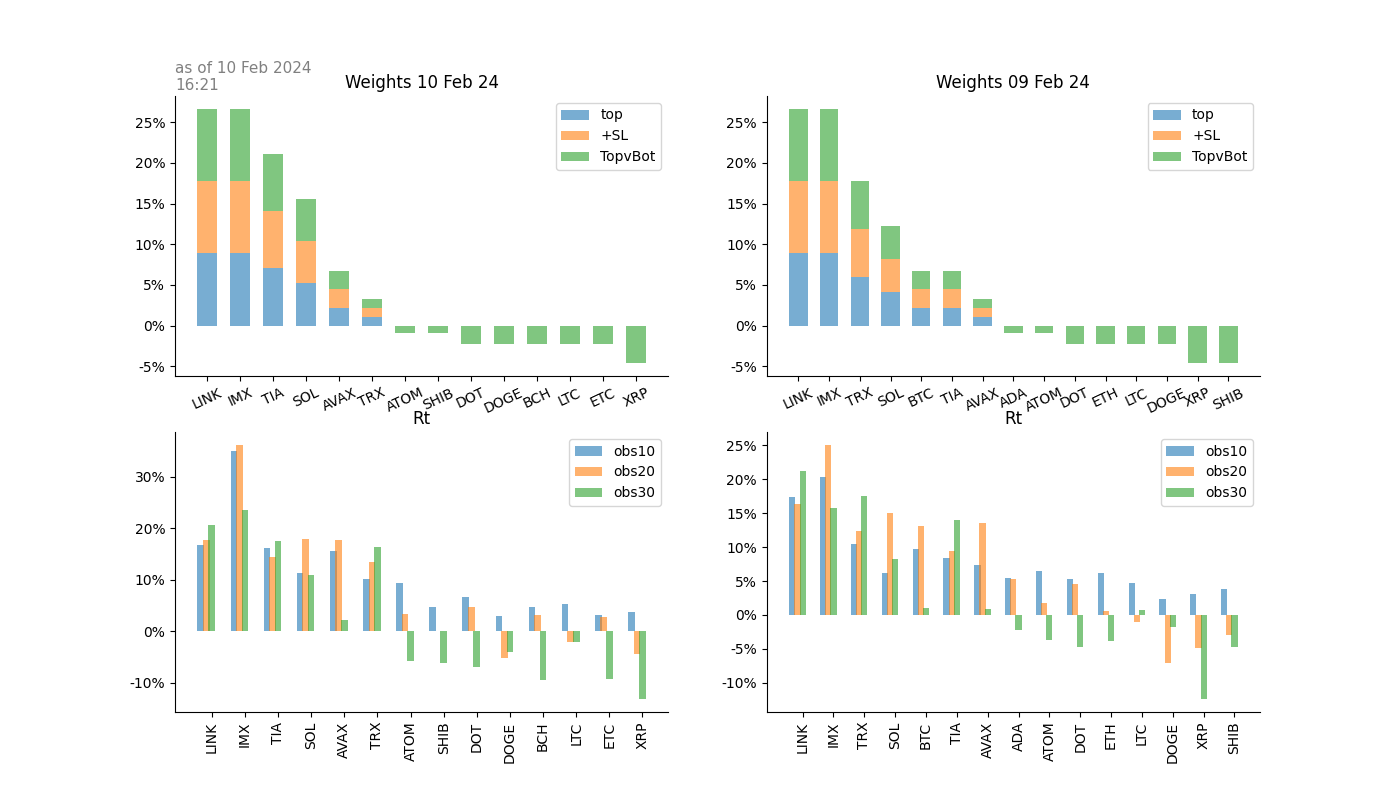 as of 10 Feb 2024
16:21
Weights 10 Feb 24
25%
20%
15%
10%
5%
0%
-5%
top
+SL
TopvBot
LINK IMX TIA SOL AVAX TRX ATOM SHIB DOT DOGE BCH LTC ETC XRP
Weights 09 Feb 24
25%
20%
15%
10%
5%
0%
-5%
top
+SL
TopvBot
LINK IMX TRX SOL BTC TIA AVAX ADA ATOM DOT ETH LTC DOGE XRP SHIB
Rt
30%
20%
10%
0%
-10%
obs10
obs20
obs30
LINK IMX TIA SOL AVAX TRX ATOM SHIB DOT DOGE BCH LTC ETC XRP
Rt
25%
20%
15%
10%
5%
0%
-5%
-10%
obs10
obs20
obs30
LINK IMX TRX SOL BTC TIA AVAX ADA ATOM DOT ETH LTC DOGE XRP SHIB